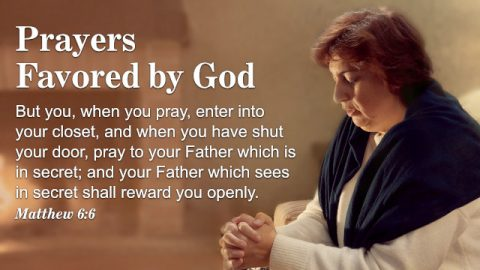 Prayers
Favored by God
But you, when you pray, enter into
your closet, and when you have shut
your door, pray to your Father which is
in secret; and your Father which sees
in secret shall reward you openly.
Matthew 6:6